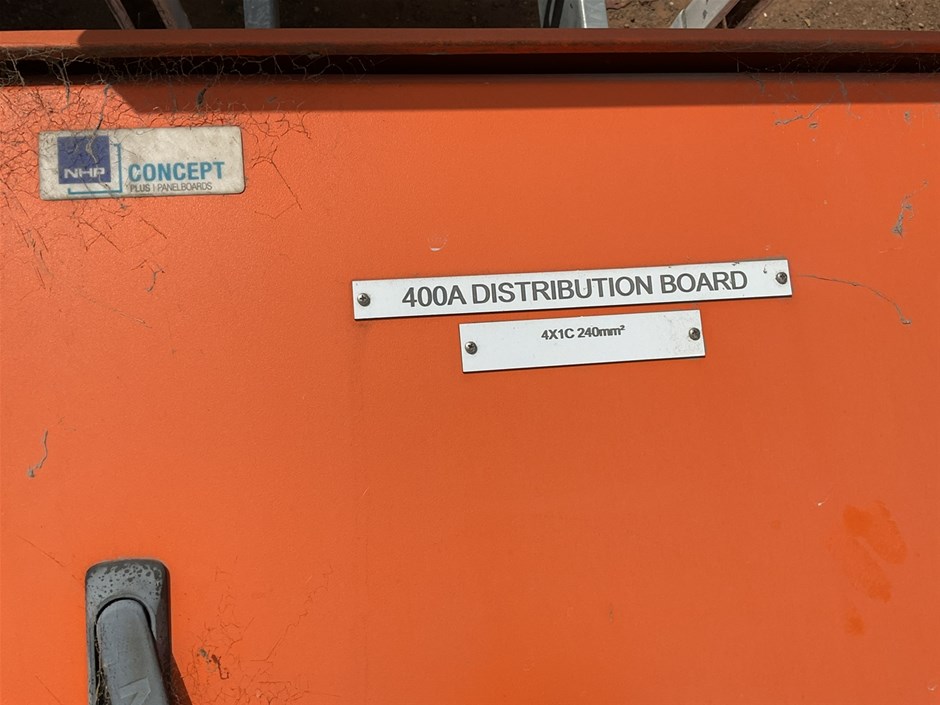 NHP
CONCEPT
PLUS | PANELBOARDS
400A DISTRIBUTION BOARD
4X1C 240mm²